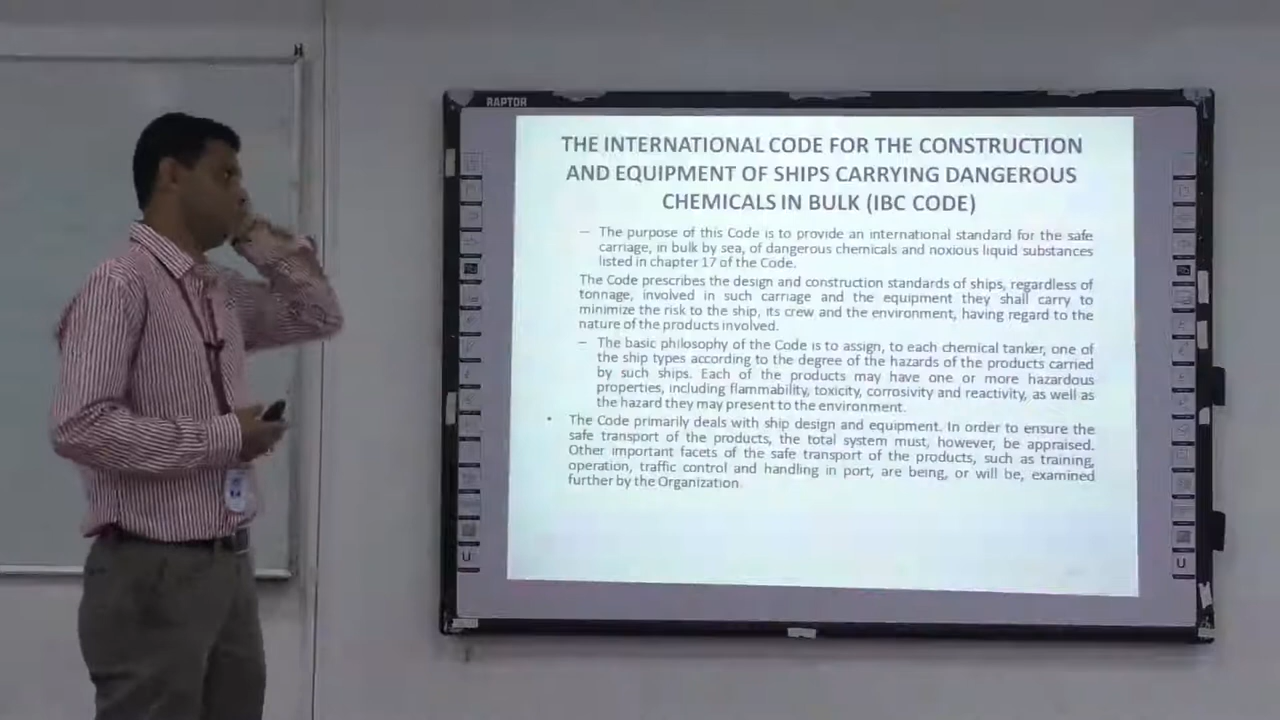 RAPTOR
THE INTERNATIONAL CODE FOR THE CONSTRUCTION
AND EQUIPMENT OF SHIPS CARRYING DANGEROUS
CHEMICALS IN BULK (IBC CODE)
– The purpose of this Code is to provide an international standard for the safe
carriage, in bulk by sea, of dangerous chemicals and noxious liquid substances
listed in chapter 17 of the Code.
The Code prescribes the design and construction standards of ships, regardless of
tonnage, involved in such carriage and the equipment they shall carry to
minimize the risk to the ship, its crew and the environment, having regard to the
nature of the products involved.
– The basic philosophy of the Code is to assign, to each chemical tanker, one of
the ship types according to the degree of the hazards of the products carried
by such ships. Each of the products may have one or more hazardous
properties, including flammability, toxicity, corrosivity and reactivity, as well as
the hazard they may present to the environment.
• The Code primarily deals with ship design and equipment. In order to ensure the
safe transport of the products, the total system must, however, be appraised.
Other important facets of the safe transport of the products, such as training,
operation, traffic control and handling in port, are being, or will be, examined
further by the Organization.
U
U